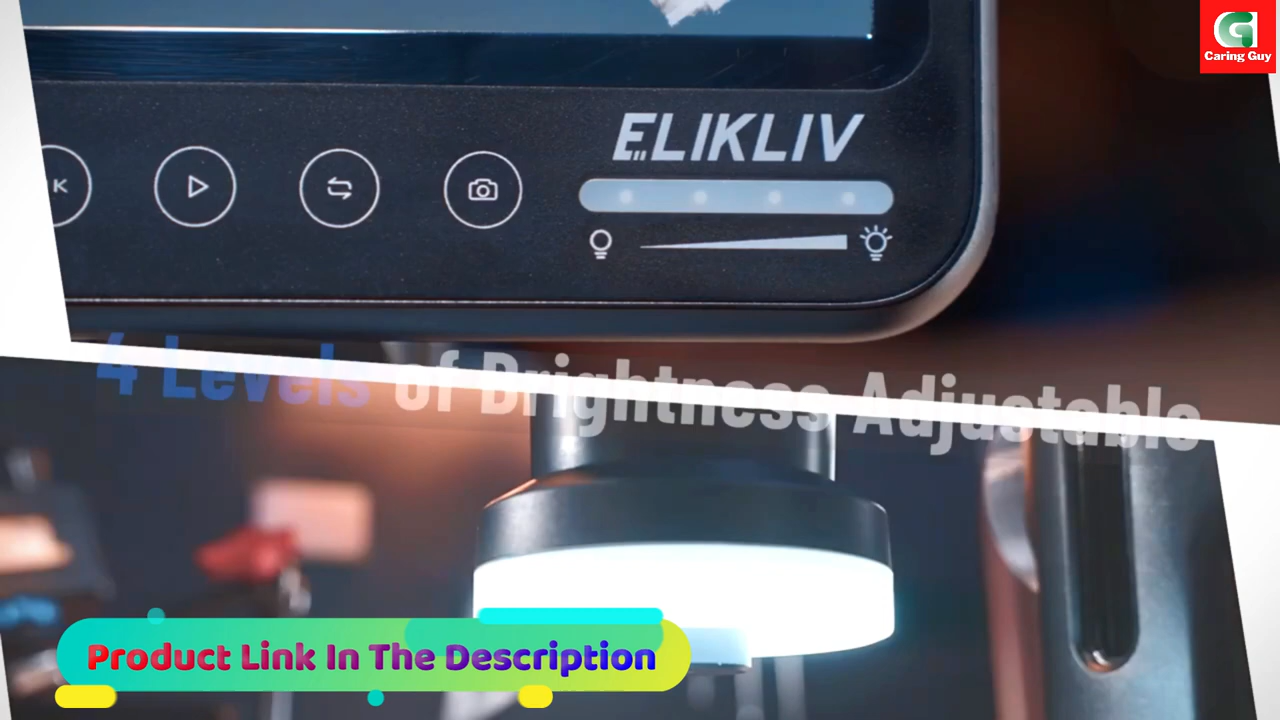 Caring Guy
ELIKLIV
K
4 Levels of Brightness Adjustable
Product Link In The Description